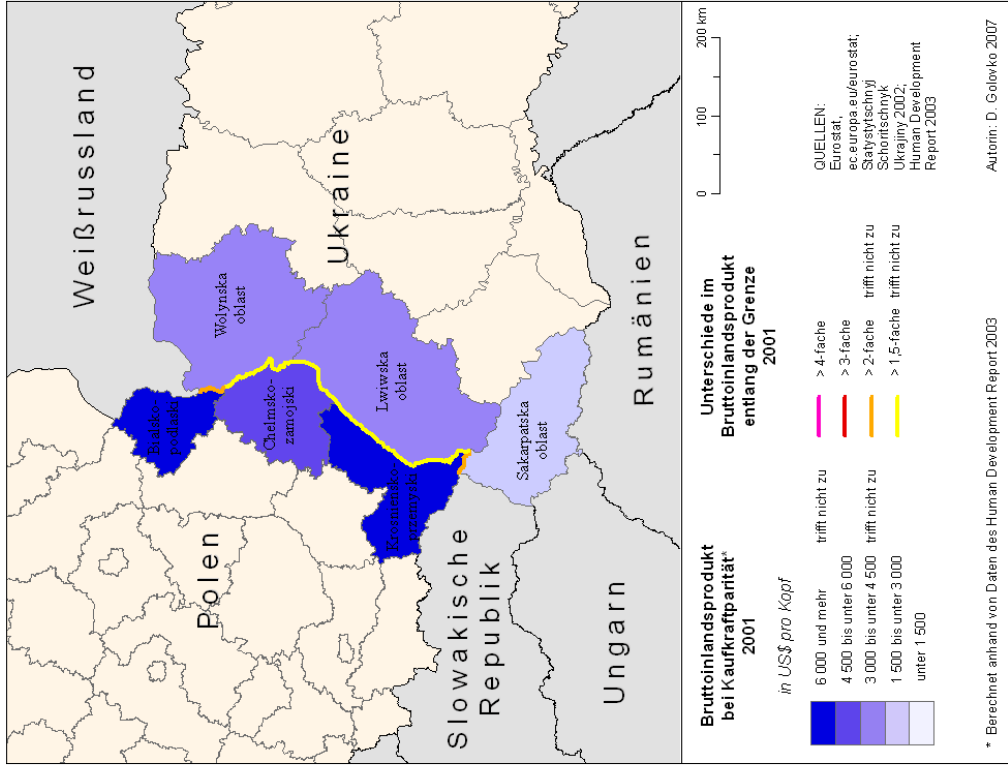 Weißrussland
Polen
Bialsko-
podlaski
Wolynska
oblast
Chelmsko-
zamojski
Ukraine
Krośnieńsko-
przemyski
Lwiwska
oblast
Slowakische
Republik
Sakarpatska
oblast
Ungarn
Rumänien
Bruttoinlandsprodukt
bei Kaufkraftparität*
2001
in US$ pro Kopf
6 000 und mehr trifft nicht zu
4 500 bis unter 6 000
3 000 bis unter 4 500 trifft nicht zu
1 500 bis unter 3 000
unter 1 500
Unterschiede im
Bruttoinlandsprodukt
entlang der Grenze
2001
> 4-fache
> 3-fache
> 2-fache trifft nicht zu
> 1,5-fache trifft nicht zu
0 100 200 km
QUELLEN:
Eurostat,
ec.europa.eu/eurostat;
Statystytschnyj
Schoritschnyk
Ukrajiny 2002;
Human Development
Report 2003
* Berechnet anhand von Daten des Human Development Report 2003
Autorin: D. Golovko 2007